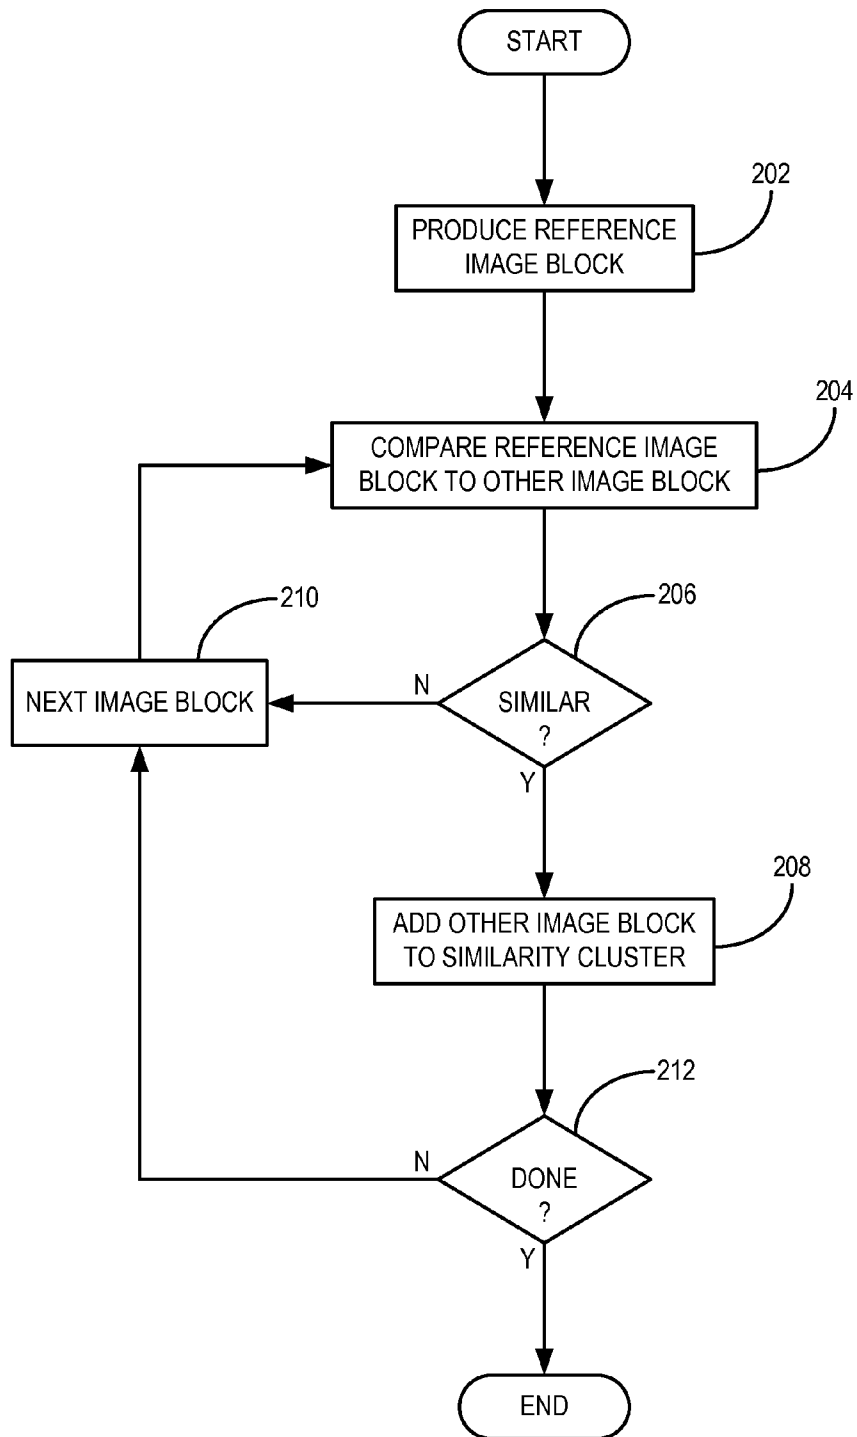 START
202
PRODUCE REFERENCE
IMAGE BLOCK
204
COMPARE REFERENCE IMAGE
BLOCK TO OTHER IMAGE BLOCK
210
206
NEXT IMAGE BLOCK
N
SIMILAR
?
Y
208
ADD OTHER IMAGE BLOCK
TO SIMILARITY CLUSTER
212
N
DONE
?
Y
END